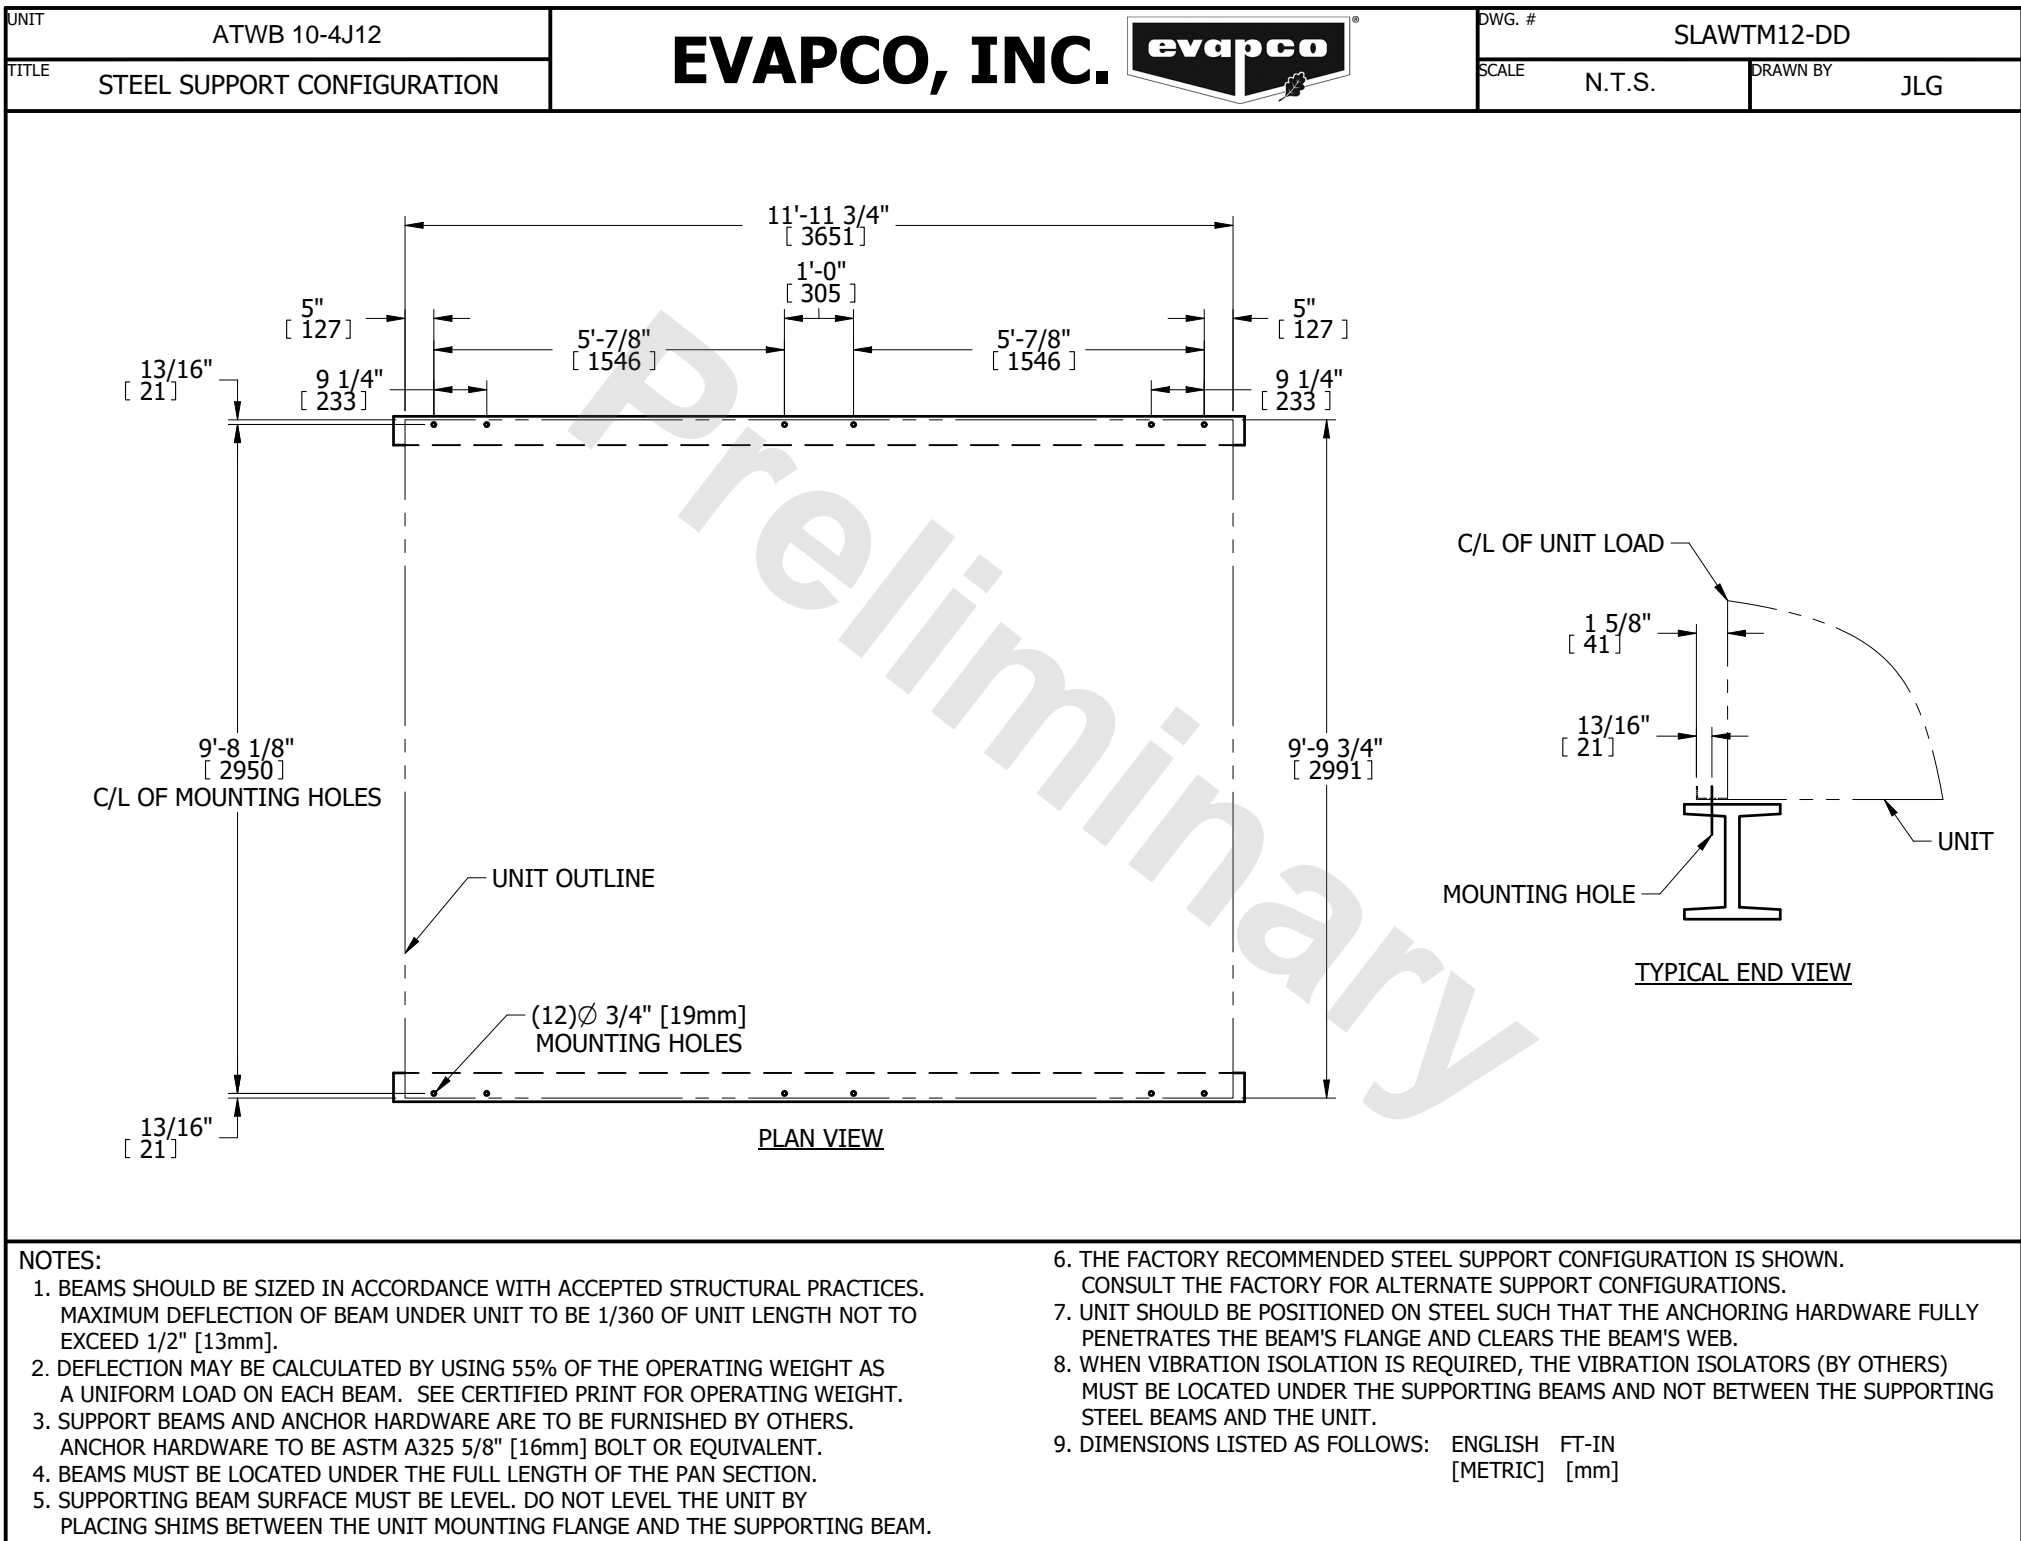 UNIT
ATWB 10-4J12
TITLE
STEEL SUPPORT CONFIGURATION
EVAPCO, INC.
evapco
®
DWG. #
SLAWTM12-DD
SCALE
N.T.S.
DRAWN BY
JLG
11'-11 3/4"
[ 3651 ]
1'-0"
[ 305 ]
5"
[ 127 ]
5"
[ 127 ]
5'-7/8"
[ 1546 ]
5'-7/8"
[ 1546 ]
13/16"
[ 21 ]
9 1/4"
[ 233 ]
9 1/4"
[ 233 ]
Preliminary
C/L OF UNIT LOAD
1 5/8"
[ 41 ]
13/16"
[ 21 ]
9'-8 1/8"
[ 2950 ]
C/L OF MOUNTING HOLES
9'-9 3/4"
[ 2991 ]
UNIT
UNIT OUTLINE
MOUNTING HOLE
TYPICAL END VIEW
(12)Ø 3/4" [19mm]
MOUNTING HOLES
13/16"
[ 21 ]
PLAN VIEW
NOTES:
1. BEAMS SHOULD BE SIZED IN ACCORDANCE WITH ACCEPTED STRUCTURAL PRACTICES.
MAXIMUM DEFLECTION OF BEAM UNDER UNIT TO BE 1/360 OF UNIT LENGTH NOT TO
EXCEED 1/2" [13mm].
2. DEFLECTION MAY BE CALCULATED BY USING 55% OF THE OPERATING WEIGHT AS
A UNIFORM LOAD ON EACH BEAM. SEE CERTIFIED PRINT FOR OPERATING WEIGHT.
3. SUPPORT BEAMS AND ANCHOR HARDWARE ARE TO BE FURNISHED BY OTHERS.
ANCHOR HARDWARE TO BE ASTM A325 5/8" [16mm] BOLT OR EQUIVALENT.
4. BEAMS MUST BE LOCATED UNDER THE FULL LENGTH OF THE PAN SECTION.
5. SUPPORTING BEAM SURFACE MUST BE LEVEL. DO NOT LEVEL THE UNIT BY
PLACING SHIMS BETWEEN THE UNIT MOUNTING FLANGE AND THE SUPPORTING BEAM.
6. THE FACTORY RECOMMENDED STEEL SUPPORT CONFIGURATION IS SHOWN.
CONSULT THE FACTORY FOR ALTERNATE SUPPORT CONFIGURATIONS.
7. UNIT SHOULD BE POSITIONED ON STEEL SUCH THAT THE ANCHORING HARDWARE FULLY
PENETRATES THE BEAM'S FLANGE AND CLEARS THE BEAM'S WEB.
8. WHEN VIBRATION ISOLATION IS REQUIRED, THE VIBRATION ISOLATORS (BY OTHERS)
MUST BE LOCATED UNDER THE SUPPORTING BEAMS AND NOT BETWEEN THE SUPPORTING
STEEL BEAMS AND THE UNIT.
9. DIMENSIONS LISTED AS FOLLOWS: ENGLISH FT-IN
[METRIC] [mm]